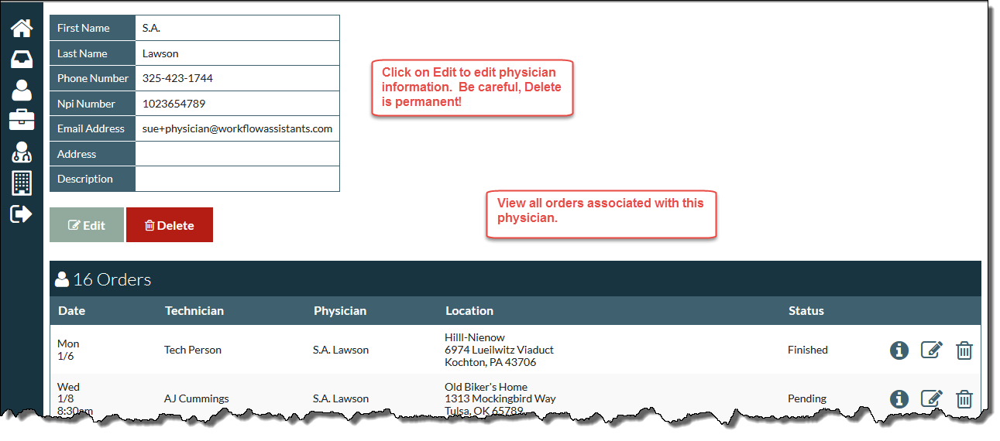 First Name S.A.
Last Name Lawson
Phone Number 325-423-1744
Npi Number 1023654789
Email Address sue+physician@workflowassistants.com
Address
Description
Click on Edit to edit physician
information. Be careful, Delete
is permanent!
Edit Delete
View all orders associated with this
physician.
16 Orders
Date Technician Physician Location Status
Mon
1/6
Tech Person
S.A. Lawson
Hilll-Nienow
6974 Lueilwitz Viaduct
Kochton, PA 43706
Finished
Wed
1/8
8:30am
AJ Cummings
S.A. Lawson
Old Biker's Home
1313 Mockingbird Way
Tulsa, OK 65789
Pending